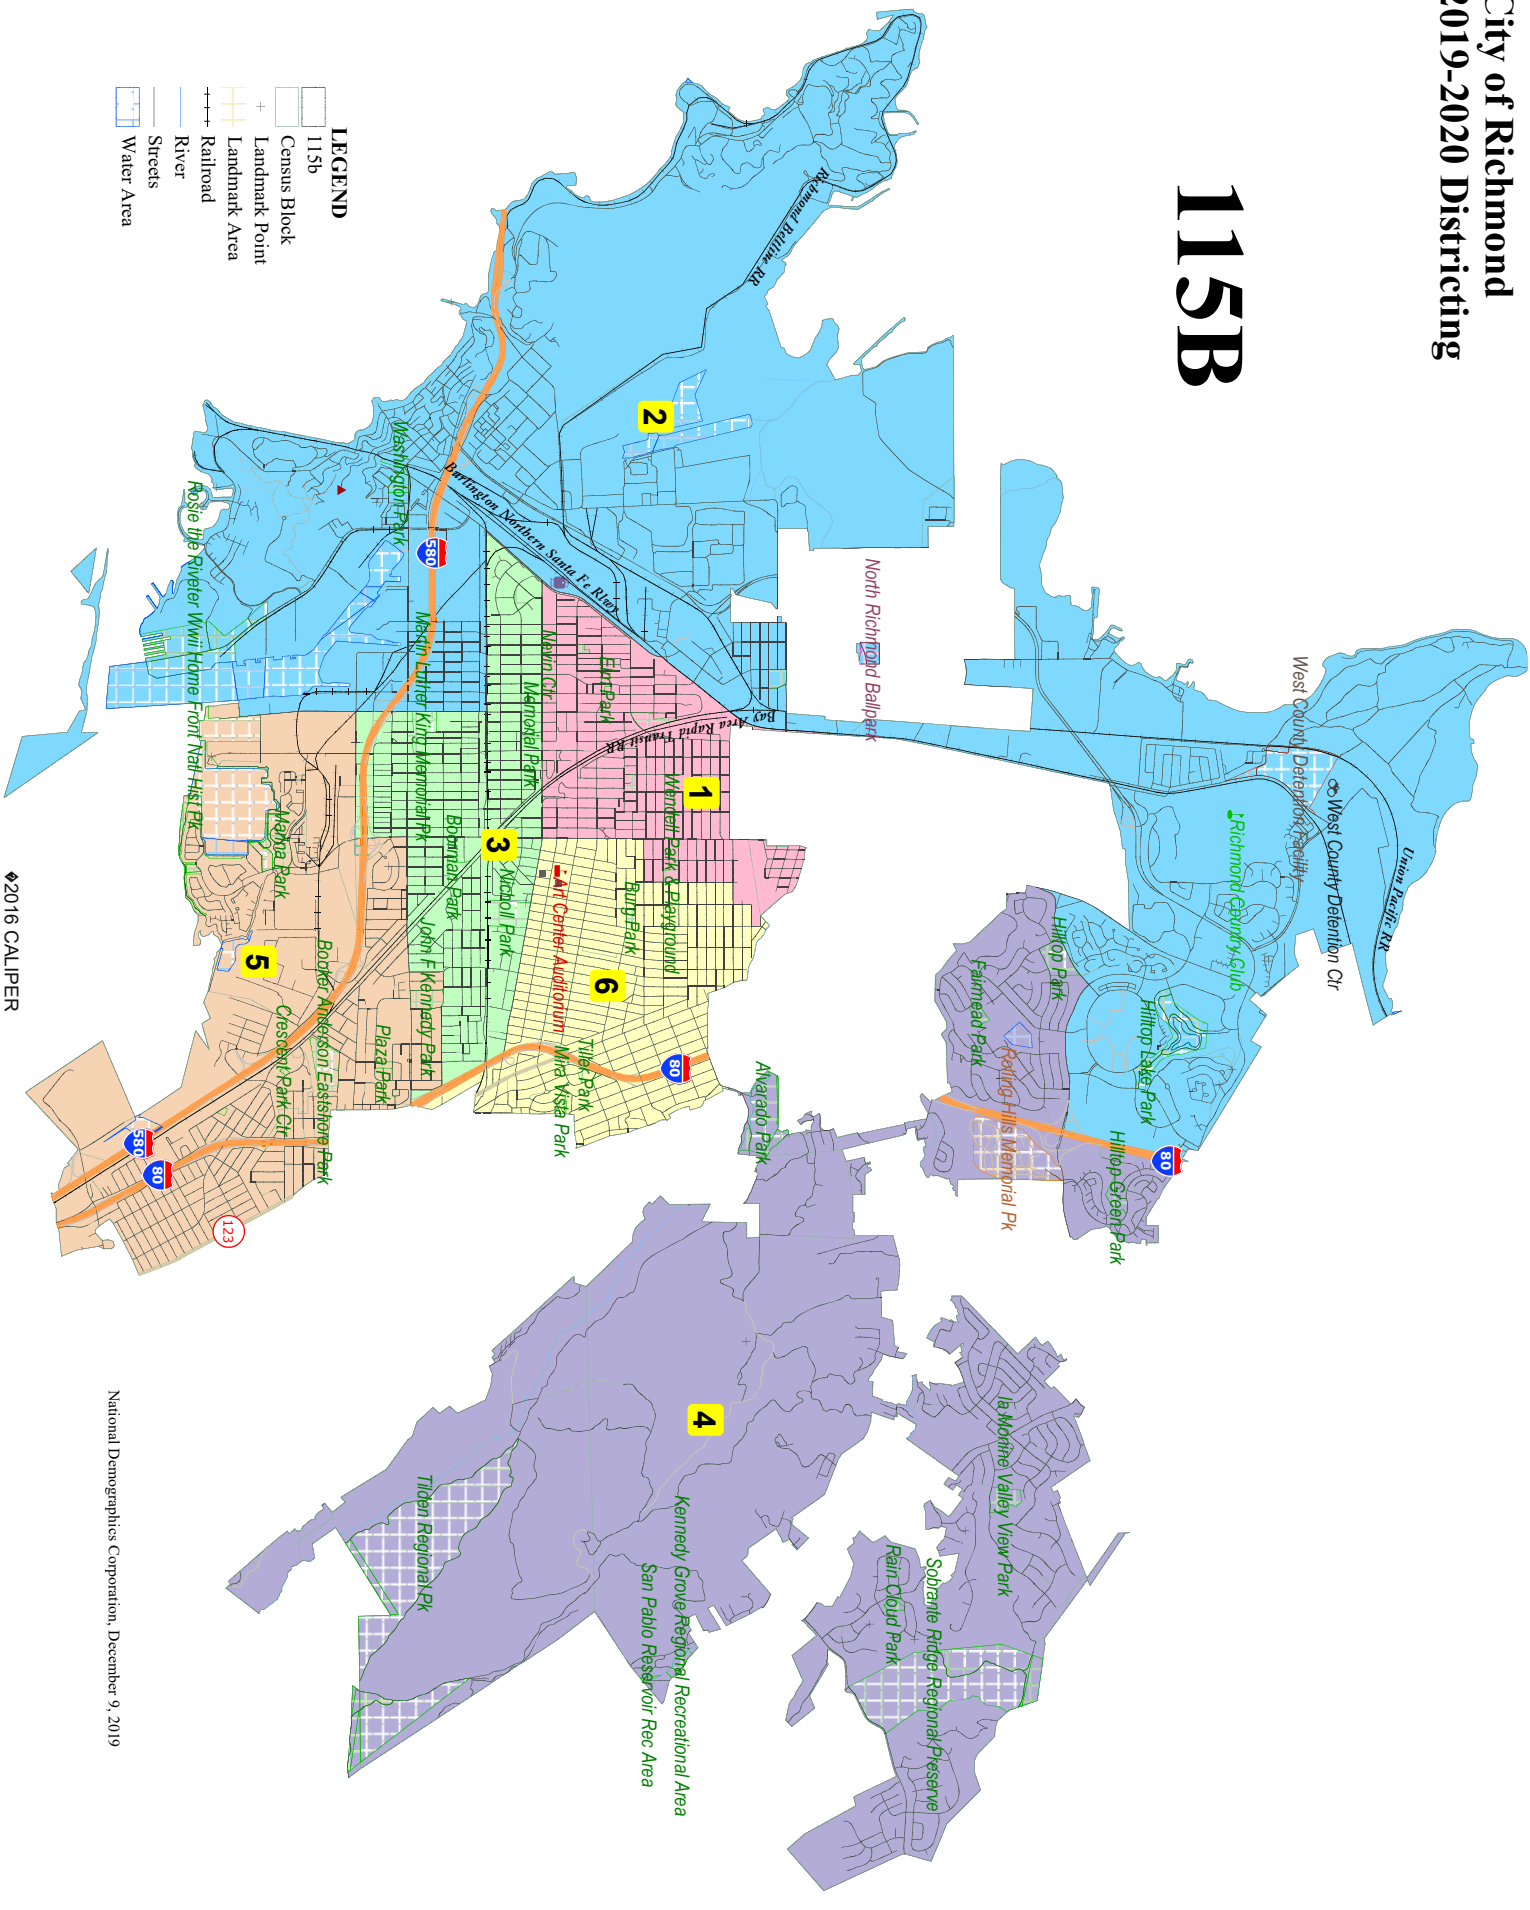 City of Richmond
2019-2020 Districting
115B
Union Pacific RR
West County Detention Ctr
West County Detention Facility
Richmond Country Club
Hilltop Lake Park
Hilltop Green Park
80
Hilltop Park
Rolling Hills Memorial Pk
Fairmead Park
la Moine Valley View Park
Sobrante Ridge Regional Preserve
Rain Cloud Park
North Richmond Ballpark
Richmond Beltline RR
Bay Area Rapid Transit RR
Alvarado Park
1
4
2
80
Kennedy Grove Regional Recreational Area
San Pablo Reservoir Rec Area
Wendell Park & Playground
Burg Park
6
Elm Park
Tiller Park
Mira Vista Park
Art Center Auditorium
Burlington Northern Santa Fe Rlwy
Nevin Ctr
Memorial Park
Nicholl Park
3
Boorman Park
580
Martin Luther King Memorial Pk
John F Kennedy Park
Tilden Regional Pk
Washington Park
Plaza Park
Booker Anderson Eastshore Park
Crescent Park Ctr
Marina Park
5
123
Rosie the Riveter Wwii Home Front Natl Hist Pk
80
580
LEGEND
115b
Census Block
Landmark Point
Landmark Area
Railroad
River
Streets
Water Area
�2016 CALIPER
National Demographics Corporation, December 9, 2019